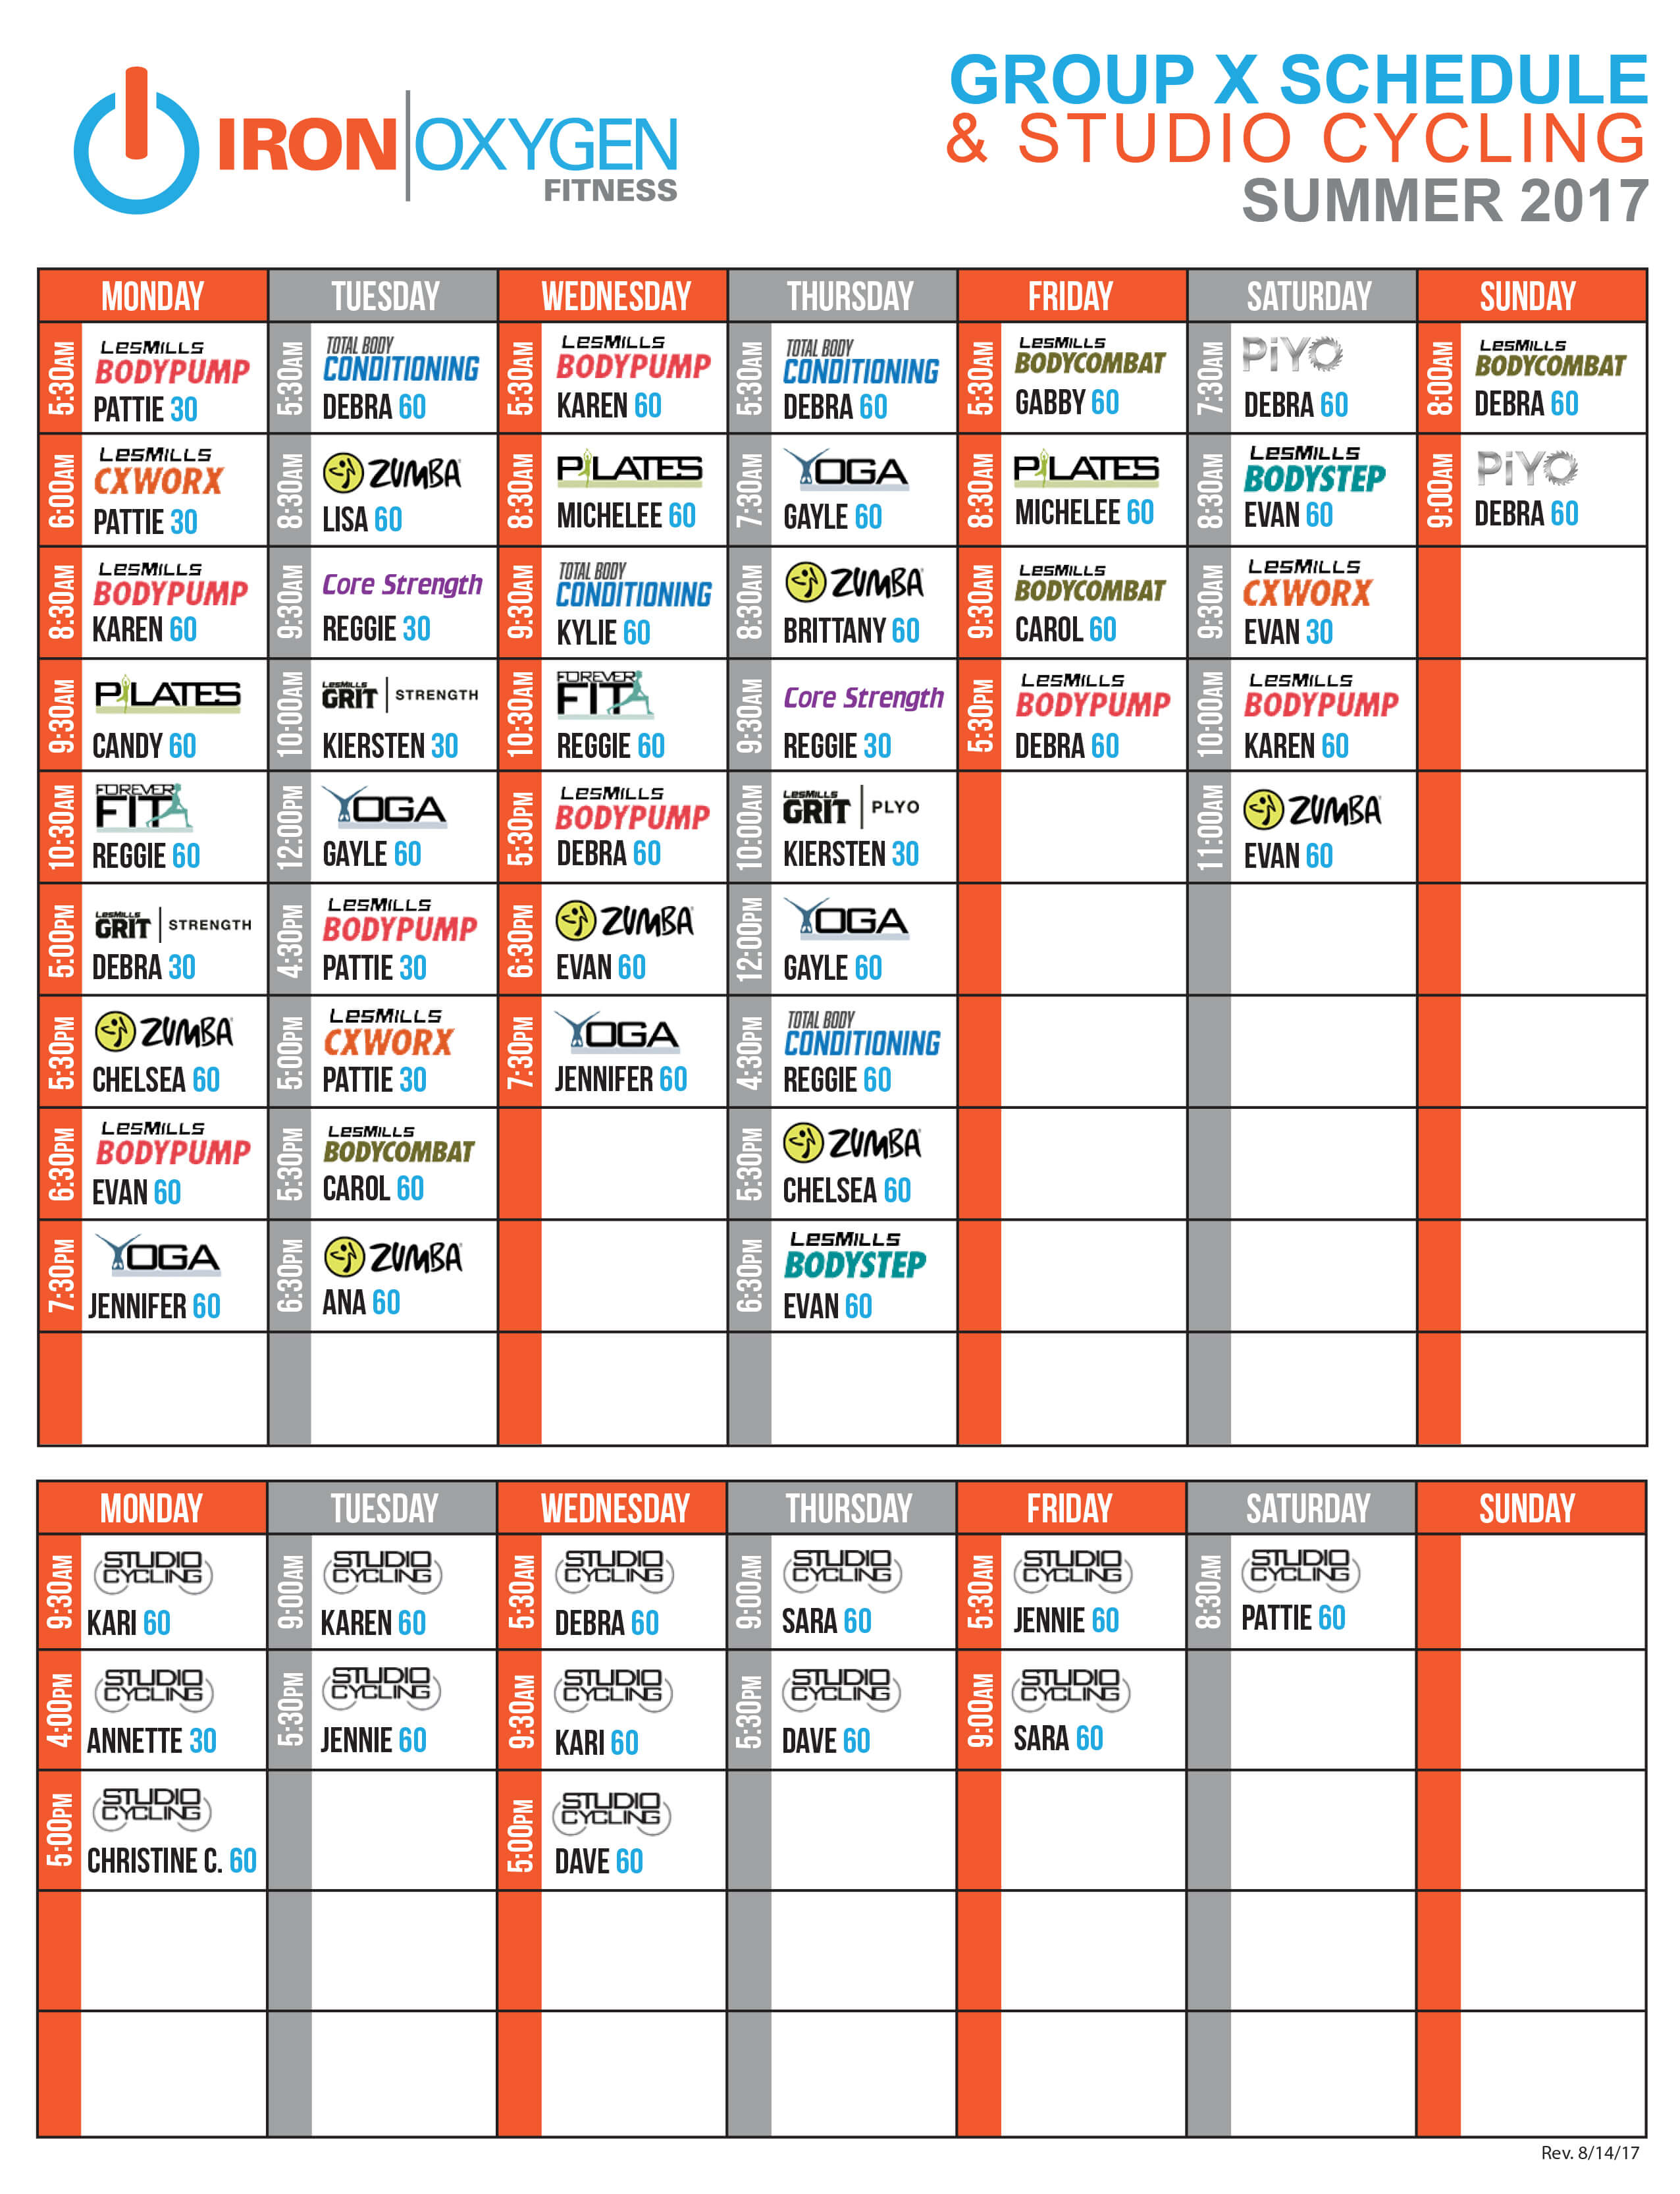 IRON OXYGEN
FITNESS
GROUP X SCHEDULE
& STUDIO CYCLING
SUMMER 2017
MONDAY TUESDAY WEDNESDAY THURSDAY FRIDAY SATURDAY SUNDAY
5:30AM LesMILLS BODYPUMP PATTIE 30
5:30AM TOTAL BODY CONDITIONING DEBRA 60
5:30AM LesMILLS BODYPUMP KAREN 60
5:30AM TOTAL BODY CONDITIONING DEBRA 60
5:30AM LesMILLS BODYCOMBAT GABBY 60
7:30AM PiYO DEBRA 60
8:00AM LesMILLS BODYCOMBAT DEBRA 60
6:00AM LesMILLS CXWORX PATTIE 30
8:30AM ZUMBA LISA 60
8:30AM PILATES MICHELEE 60
7:30AM YOGA GAYLE 60
8:30AM PILATES MICHELEE 60
8:30AM LesMILLS BODYSTEP EVAN 60
9:00AM PiYO DEBRA 60
8:30AM LesMILLS BODYPUMP KAREN 60
9:30AM Core Strength REGGIE 30
9:30AM TOTAL BODY CONDITIONING KYLIE 60
8:30AM ZUMBA BRITTANY 60
9:30AM LesMILLS BODYCOMBAT CAROL 60
9:30AM LesMILLS CXWORX EVAN 30
9:30AM PILATES CANDY 60
10:00AM LesMILLS GRIT STRENGTH KIERSTEN 30
10:30AM FOREVER FIT REGGIE 60
9:30AM Core Strength REGGIE 30
5:30PM LesMILLS BODYPUMP DEBRA 60
10:00AM LesMILLS BODYPUMP KAREN 60
10:30AM FOREVER FIT REGGIE 60
12:00PM YOGA GAYLE 60
5:30PM LesMILLS BODYPUMP DEBRA 60
10:00AM LesMILLS GRIT PLYO KIERSTEN 30
11:00AM ZUMBA EVAN 60
5:00PM LesMILLS GRIT STRENGTH DEBRA 30
4:30PM LesMILLS BODYPUMP PATTIE 30
6:30PM ZUMBA EVAN 60
12:00PM YOGA GAYLE 60
5:30PM ZUMBA CHELSEA 60
5:00PM LesMILLS CXWORX PATTIE 30
7:30PM YOGA JENNIFER 60
4:30PM TOTAL BODY CONDITIONING REGGIE 60
6:30PM LesMILLS BODYPUMP EVAN 60
5:30PM LesMILLS BODYCOMBAT CAROL 60
5:30PM ZUMBA CHELSEA 60
7:30PM YOGA JENNIFER 60
6:30PM ZUMBA ANA 60
6:30PM LesMILLS BODYSTEP EVAN 60
MONDAY TUESDAY WEDNESDAY THURSDAY FRIDAY SATURDAY SUNDAY
9:30AM STUDIO CYCLING KARI 60
9:00AM STUDIO CYCLING KAREN 60
5:30AM STUDIO CYCLING DEBRA 60
9:00AM STUDIO CYCLING SARA 60
5:30AM STUDIO CYCLING JENNIE 60
8:30AM STUDIO CYCLING PATTIE 60
4:00PM STUDIO CYCLING ANNETTE 30
5:30PM STUDIO CYCLING JENNIE 60
9:30AM STUDIO CYCLING KARI 60
5:30PM STUDIO CYCLING DAVE 60
9:00AM STUDIO CYCLING SARA 60
5:00PM STUDIO CYCLING CHRISTINE C. 60
5:00PM STUDIO CYCLING DAVE 60
Rev. 8/14/17